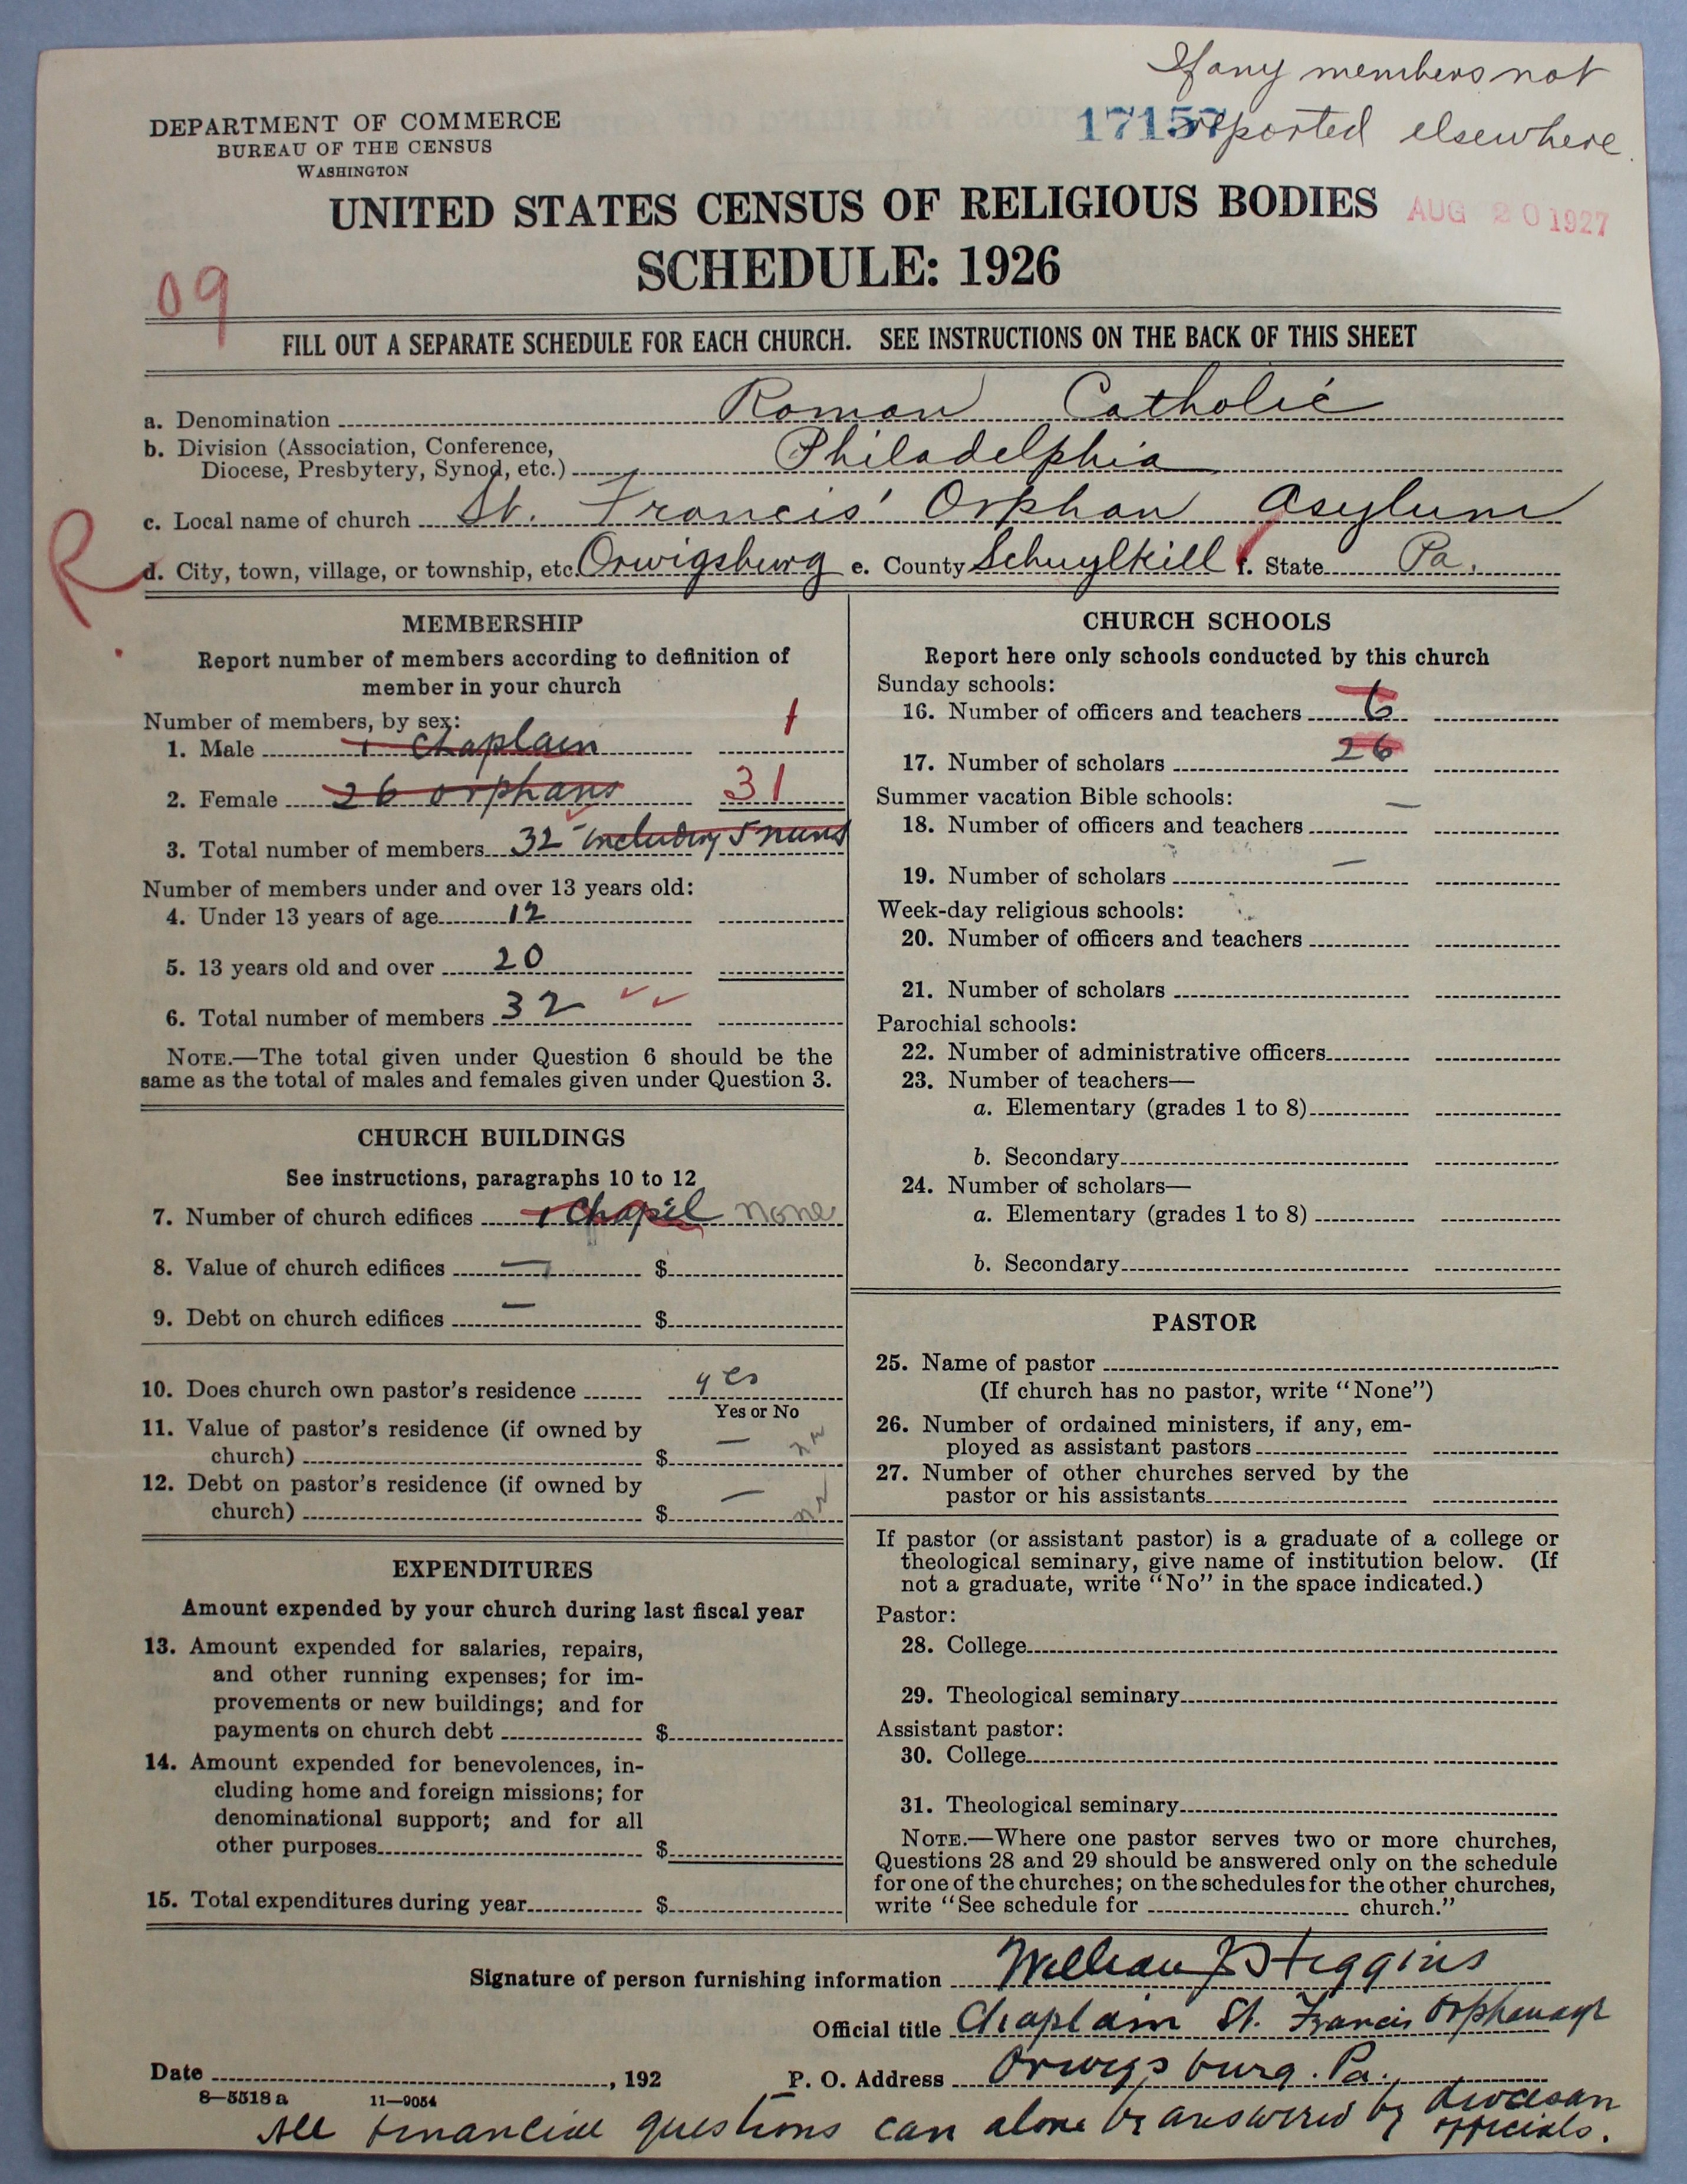 If any members not
17157 reported elsewhere.
DEPARTMENT OF COMMERCE
BUREAU OF THE CENSUS
WASHINGTON
UNITED STATES CENSUS OF RELIGIOUS BODIES
AUG 20 1927
SCHEDULE: 1926
09
FILL OUT A SEPARATE SCHEDULE FOR EACH CHURCH. SEE INSTRUCTIONS ON THE BACK OF THIS SHEET
a. Denomination Roman Catholic
b. Division (Association, Conference,
Diocese, Presbytery, Synod, etc.) Philadelphia
c. Local name of church St. Francis' Orphan Asylum
R
d. City, town, village, or township, etc. Orwigsburg e. County Schuylkill f. State Pa.
MEMBERSHIP
Report number of members according to definition of
member in your church
Number of members, by sex:
1. Male 1 chaplain 1
2. Female 26 orphans 31
3. Total number of members 32 including 5 nuns
Number of members under and over 13 years old:
4. Under 13 years of age 12
5. 13 years old and over 20
6. Total number of members 32
NOTE.—The total given under Question 6 should be the
same as the total of males and females given under Question 3.
CHURCH BUILDINGS
See instructions, paragraphs 10 to 12
7. Number of church edifices 1 Chapel none
8. Value of church edifices — $
9. Debt on church edifices — $
10. Does church own pastor's residence yes
Yes or No
11. Value of pastor's residence (if owned by
church) $ — nr
12. Debt on pastor's residence (if owned by
church) $ — nr
EXPENDITURES
Amount expended by your church during last fiscal year
13. Amount expended for salaries, repairs,
and other running expenses; for im-
provements or new buildings; and for
payments on church debt $
14. Amount expended for benevolences, in-
cluding home and foreign missions; for
denominational support; and for all
other purposes $
15. Total expenditures during year $
CHURCH SCHOOLS
Report here only schools conducted by this church
Sunday schools:
16. Number of officers and teachers 6
17. Number of scholars 26
Summer vacation Bible schools:
18. Number of officers and teachers —
19. Number of scholars —
Week-day religious schools:
20. Number of officers and teachers
21. Number of scholars
Parochial schools:
22. Number of administrative officers
23. Number of teachers—
a. Elementary (grades 1 to 8)
b. Secondary
24. Number of scholars—
a. Elementary (grades 1 to 8)
b. Secondary
PASTOR
25. Name of pastor
(If church has no pastor, write "None")
26. Number of ordained ministers, if any, em-
ployed as assistant pastors
27. Number of other churches served by the
pastor or his assistants
If pastor (or assistant pastor) is a graduate of a college or
theological seminary, give name of institution below. (If
not a graduate, write "No" in the space indicated.)
Pastor:
28. College
29. Theological seminary
Assistant pastor:
30. College
31. Theological seminary
NOTE.—Where one pastor serves two or more churches,
Questions 28 and 29 should be answered only on the schedule
for one of the churches; on the schedules for the other churches,
write "See schedule for church."
Signature of person furnishing information William J Higgins
Official title Chaplain St. Francis Orphanage
Date , 192 P. O. Address Orwigsburg. Pa.
8—5518 a 11—9054
All financial questions can alone be answered by diocesan
officials.